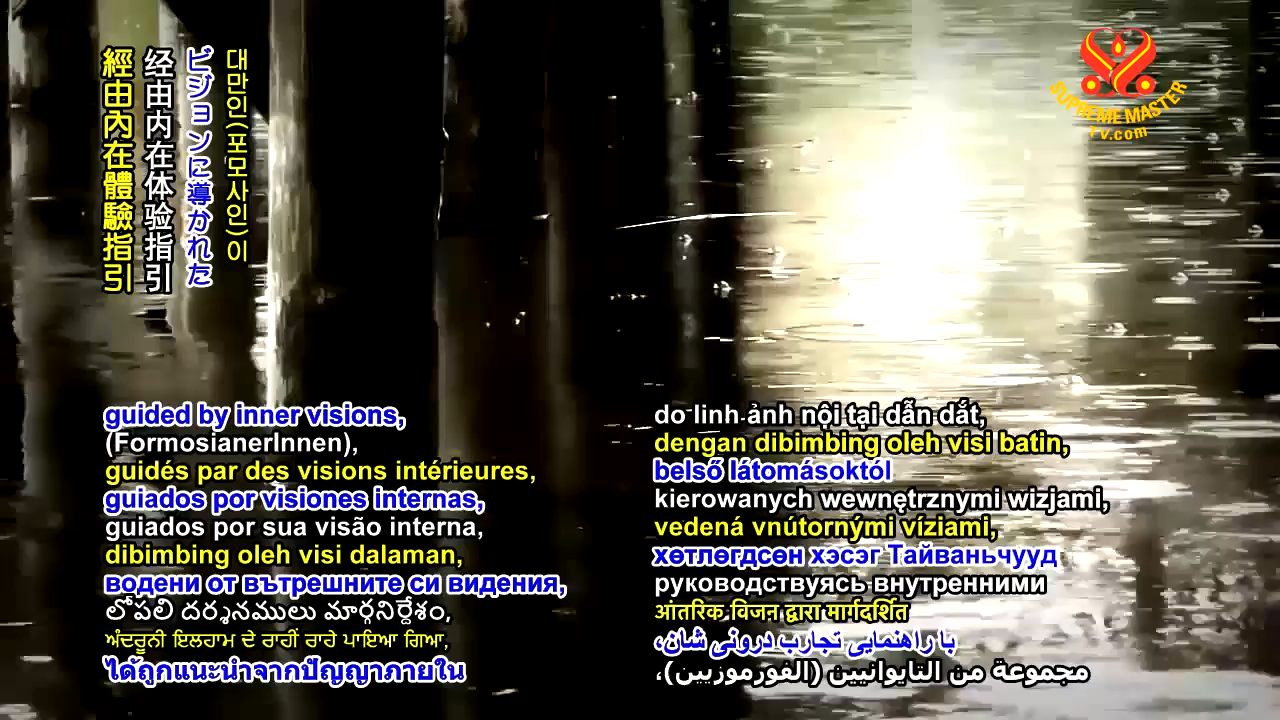 經由內在體驗指引
经由内在体验指引
ビジョンに導かれた
대만인(포모사인)이
SUPREME MASTER
TV.com
guided by inner visions,
(FormosianerInnen),
guidés par des visions intérieures,
guiados por visiones internas,
guiados por sua visão interna,
dibimbing oleh visi dalaman,
водени от вътрешните си видения,
లోపలి దర్శనములు మార్గనిర్దేశం,
ਅੰਦਰੂਨੀ ਇਲਹਾਮ ਦੇ ਰਾਹੀਂ ਰਾਹੇ ਪਾਇਆ ਗਿਆ,
ได้ถูกแนะนำจากปัญญาภายใน
do linh ảnh nội tại dẫn dắt,
dengan dibimbing oleh visi batin,
belső látomásoktól
kierowanych wewnętrznymi wizjami,
vedená vnútornými víziami,
хөтлөгдсөн хэсэг Тайваньчууд
руководствуясь внутренними
आंतरिक विजन द्वारा मार्गदर्शित
با راهنمایی تجارب درونی شان،
مجموعة من التايوانيين (الفورموزيين)،